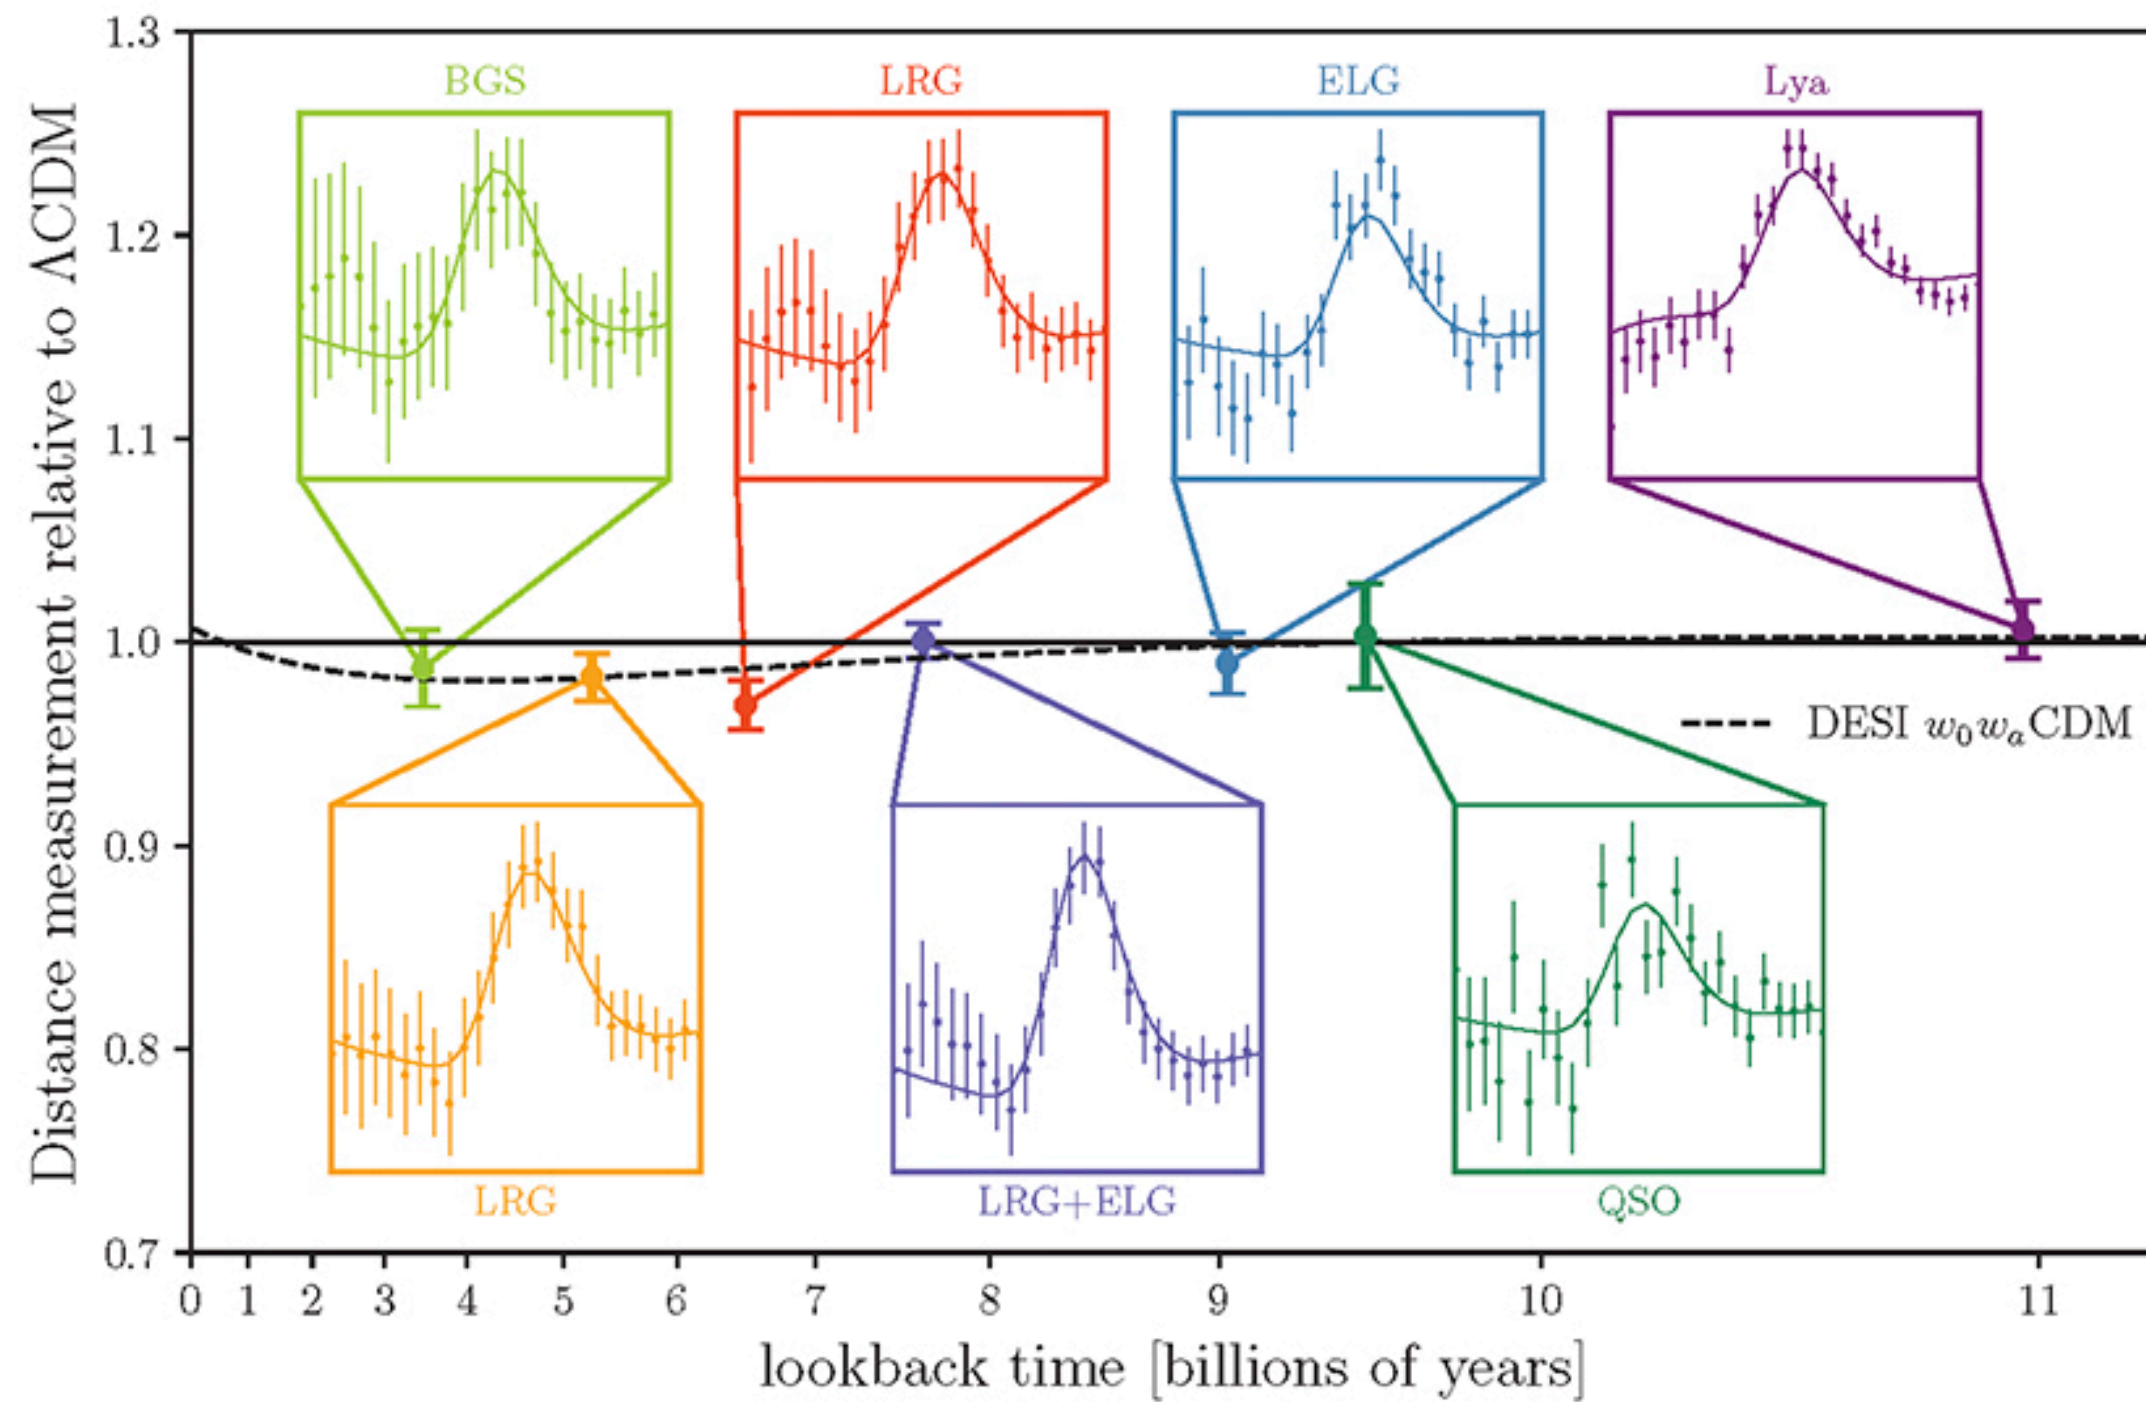 Distance measurement relative to ΛCDM
1.3
1.2
1.1
1.0
0.9
0.8
0.7
BGS
LRG
ELG
Lya
DESI w₀wₐCDM
LRG
LRG+ELG
QSO
0 1 2 3 4 5 6 7 8 9 10 11
lookback time [billions of years]